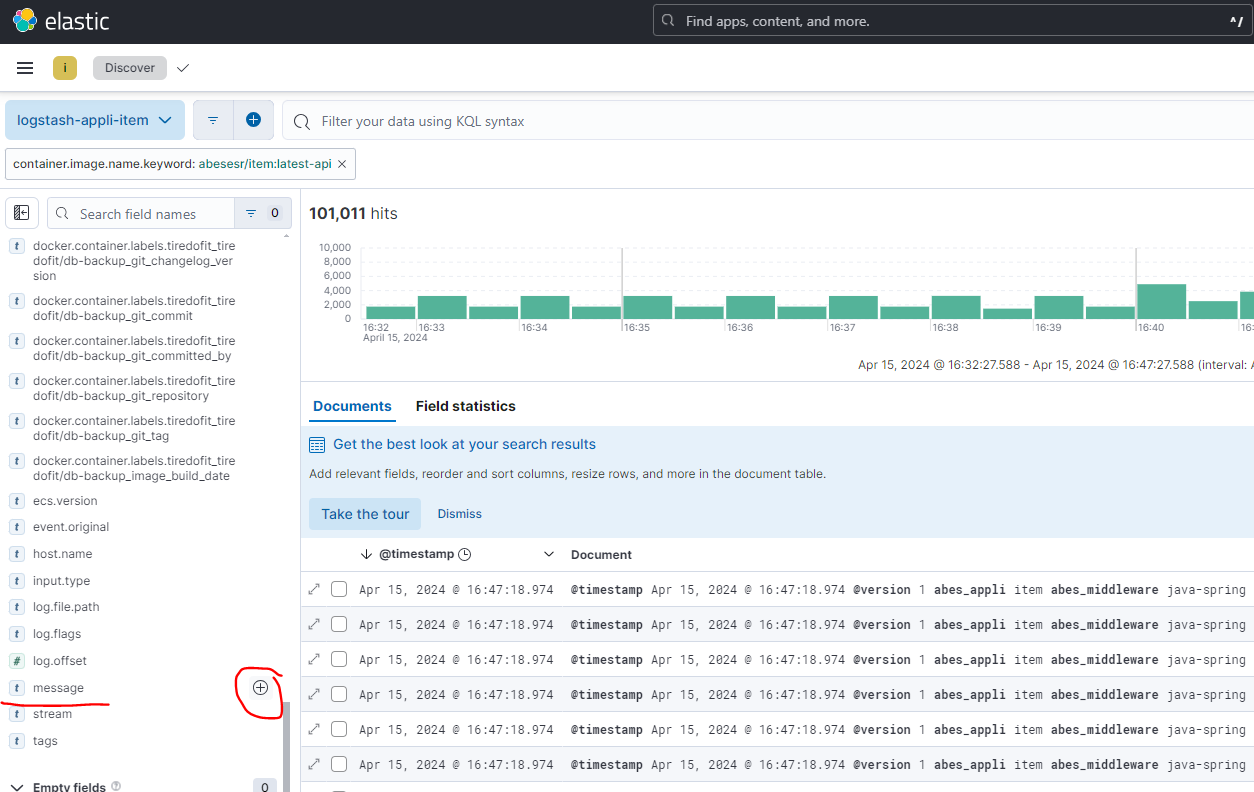 elastic
Find apps, content, and more.
^/
i
Discover
logstash-appli-item
Filter your data using KQL syntax
container.image.name.keyword: abesesr/item:latest-api ×
Search field names
0
docker.container.labels.tiredofit_tire
dofit/db-backup_git_changelog_ver
sion
docker.container.labels.tiredofit_tire
dofit/db-backup_git_commit
docker.container.labels.tiredofit_tire
dofit/db-backup_git_committed_by
docker.container.labels.tiredofit_tire
dofit/db-backup_git_repository
docker.container.labels.tiredofit_tire
dofit/db-backup_git_tag
docker.container.labels.tiredofit_tire
dofit/db-backup_image_build_date
t ecs.version
t event.original
t host.name
t input.type
t log.file.path
t log.flags
# log.offset
t message
t stream
t tags
Empty fields
0
101,011 hits
10,000
8,000
6,000
4,000
2,000
0
16:32 16:33 16:34 16:35 16:36 16:37 16:38 16:39 16:40 16:
April 15, 2024
Apr 15, 2024 @ 16:32:27.588 - Apr 15, 2024 @ 16:47:27.588 (interval: A
Documents Field statistics
Get the best look at your search results
Add relevant fields, reorder and sort columns, resize rows, and more in the document table.
Take the tour Dismiss
@timestamp Document
Apr 15, 2024 @ 16:47:18.974 @timestamp Apr 15, 2024 @ 16:47:18.974 @version 1 abes_appli item abes_middleware java-spring
Apr 15, 2024 @ 16:47:18.974 @timestamp Apr 15, 2024 @ 16:47:18.974 @version 1 abes_appli item abes_middleware java-spring
Apr 15, 2024 @ 16:47:18.974 @timestamp Apr 15, 2024 @ 16:47:18.974 @version 1 abes_appli item abes_middleware java-spring
Apr 15, 2024 @ 16:47:18.974 @timestamp Apr 15, 2024 @ 16:47:18.974 @version 1 abes_appli item abes_middleware java-spring
Apr 15, 2024 @ 16:47:18.974 @timestamp Apr 15, 2024 @ 16:47:18.974 @version 1 abes_appli item abes_middleware java-spring
Apr 15, 2024 @ 16:47:18.974 @timestamp Apr 15, 2024 @ 16:47:18.974 @version 1 abes_appli item abes_middleware java-spring